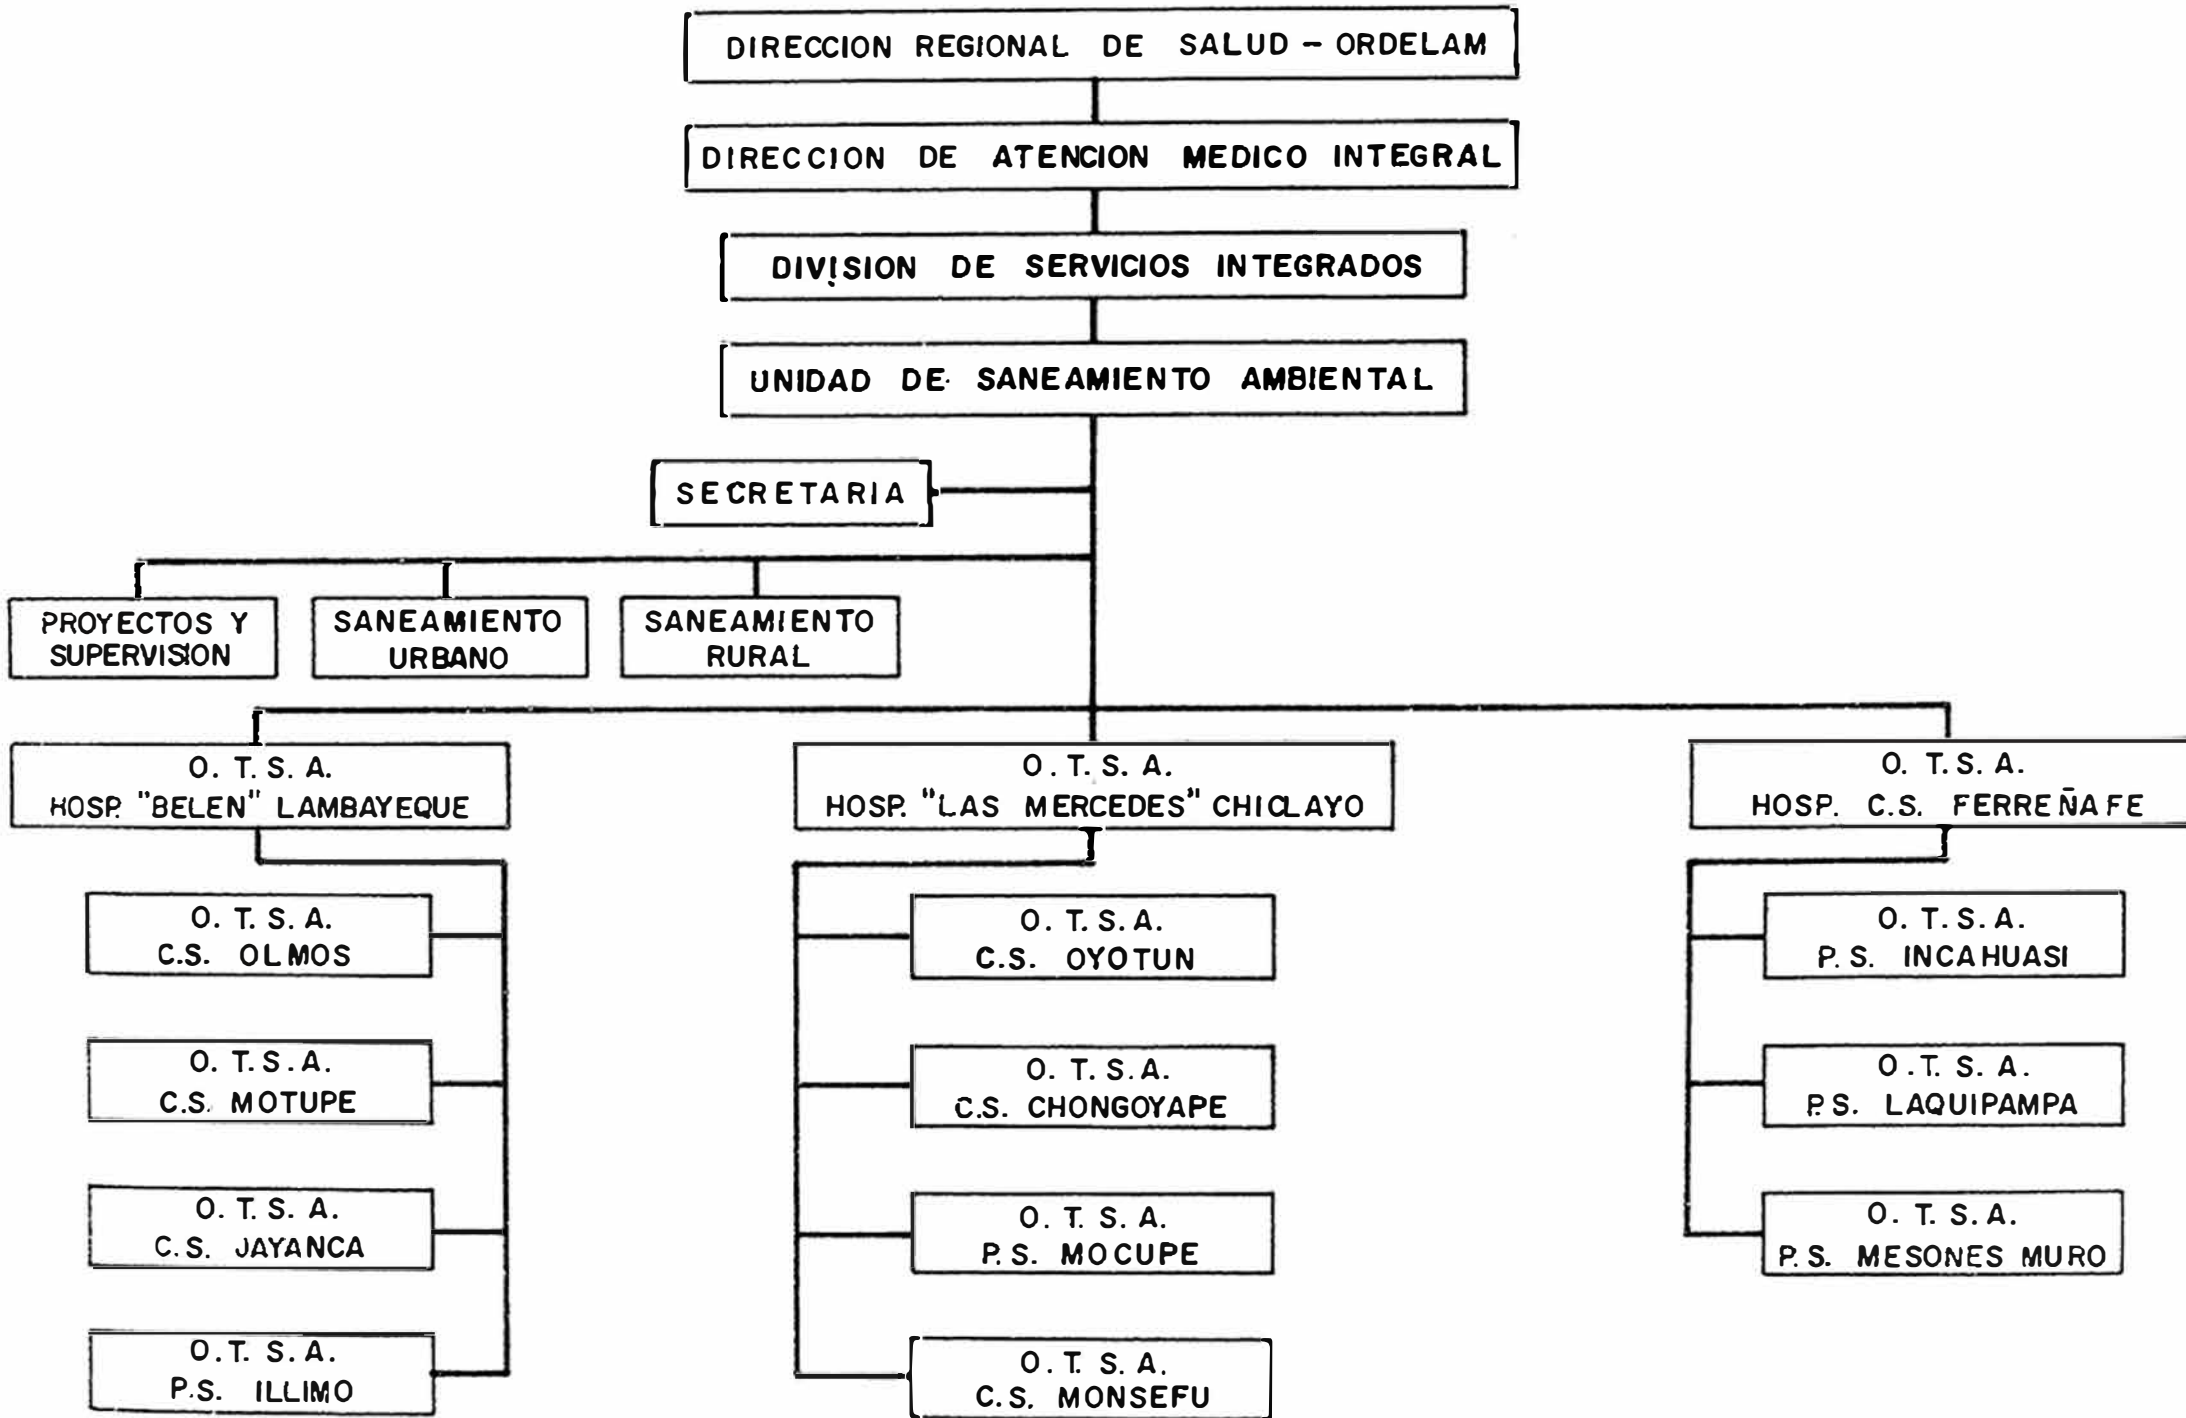 DIRECCION REGIONAL DE SALUD - ORDELAM
DIRECCION DE ATENCION MEDICO INTEGRAL
DIVISION DE SERVICIOS INTEGRADOS
UNIDAD DE SANEAMIENTO AMBIENTAL
SECRETARIA
PROYECTOS Y
SUPERVISION
SANEAMIENTO
URBANO
SANEAMIENTO
RURAL
O. T. S. A.
HOSP. "BELEN" LAMBAYEQUE
O. T. S. A.
C.S. OLMOS
O. T. S. A.
C.S. MOTUPE
O. T. S. A.
C.S. JAYANCA
O. T. S. A.
P.S. ILLIMO
O. T. S. A.
HOSP. "LAS MERCEDES" CHICLAYO
O. T. S. A.
C.S. OYOTUN
O. T. S. A.
C.S. CHONGOYAPE
O. T. S. A.
P.S. MOCUPE
O. T. S. A.
C.S. MONSEFU
O. T. S. A.
HOSP. C.S. FERREÑAFE
O. T. S. A.
P. S. INCAHUASI
O. T. S. A.
P. S. LAQUIPAMPA
O. T. S. A.
P. S. MESONES MURO